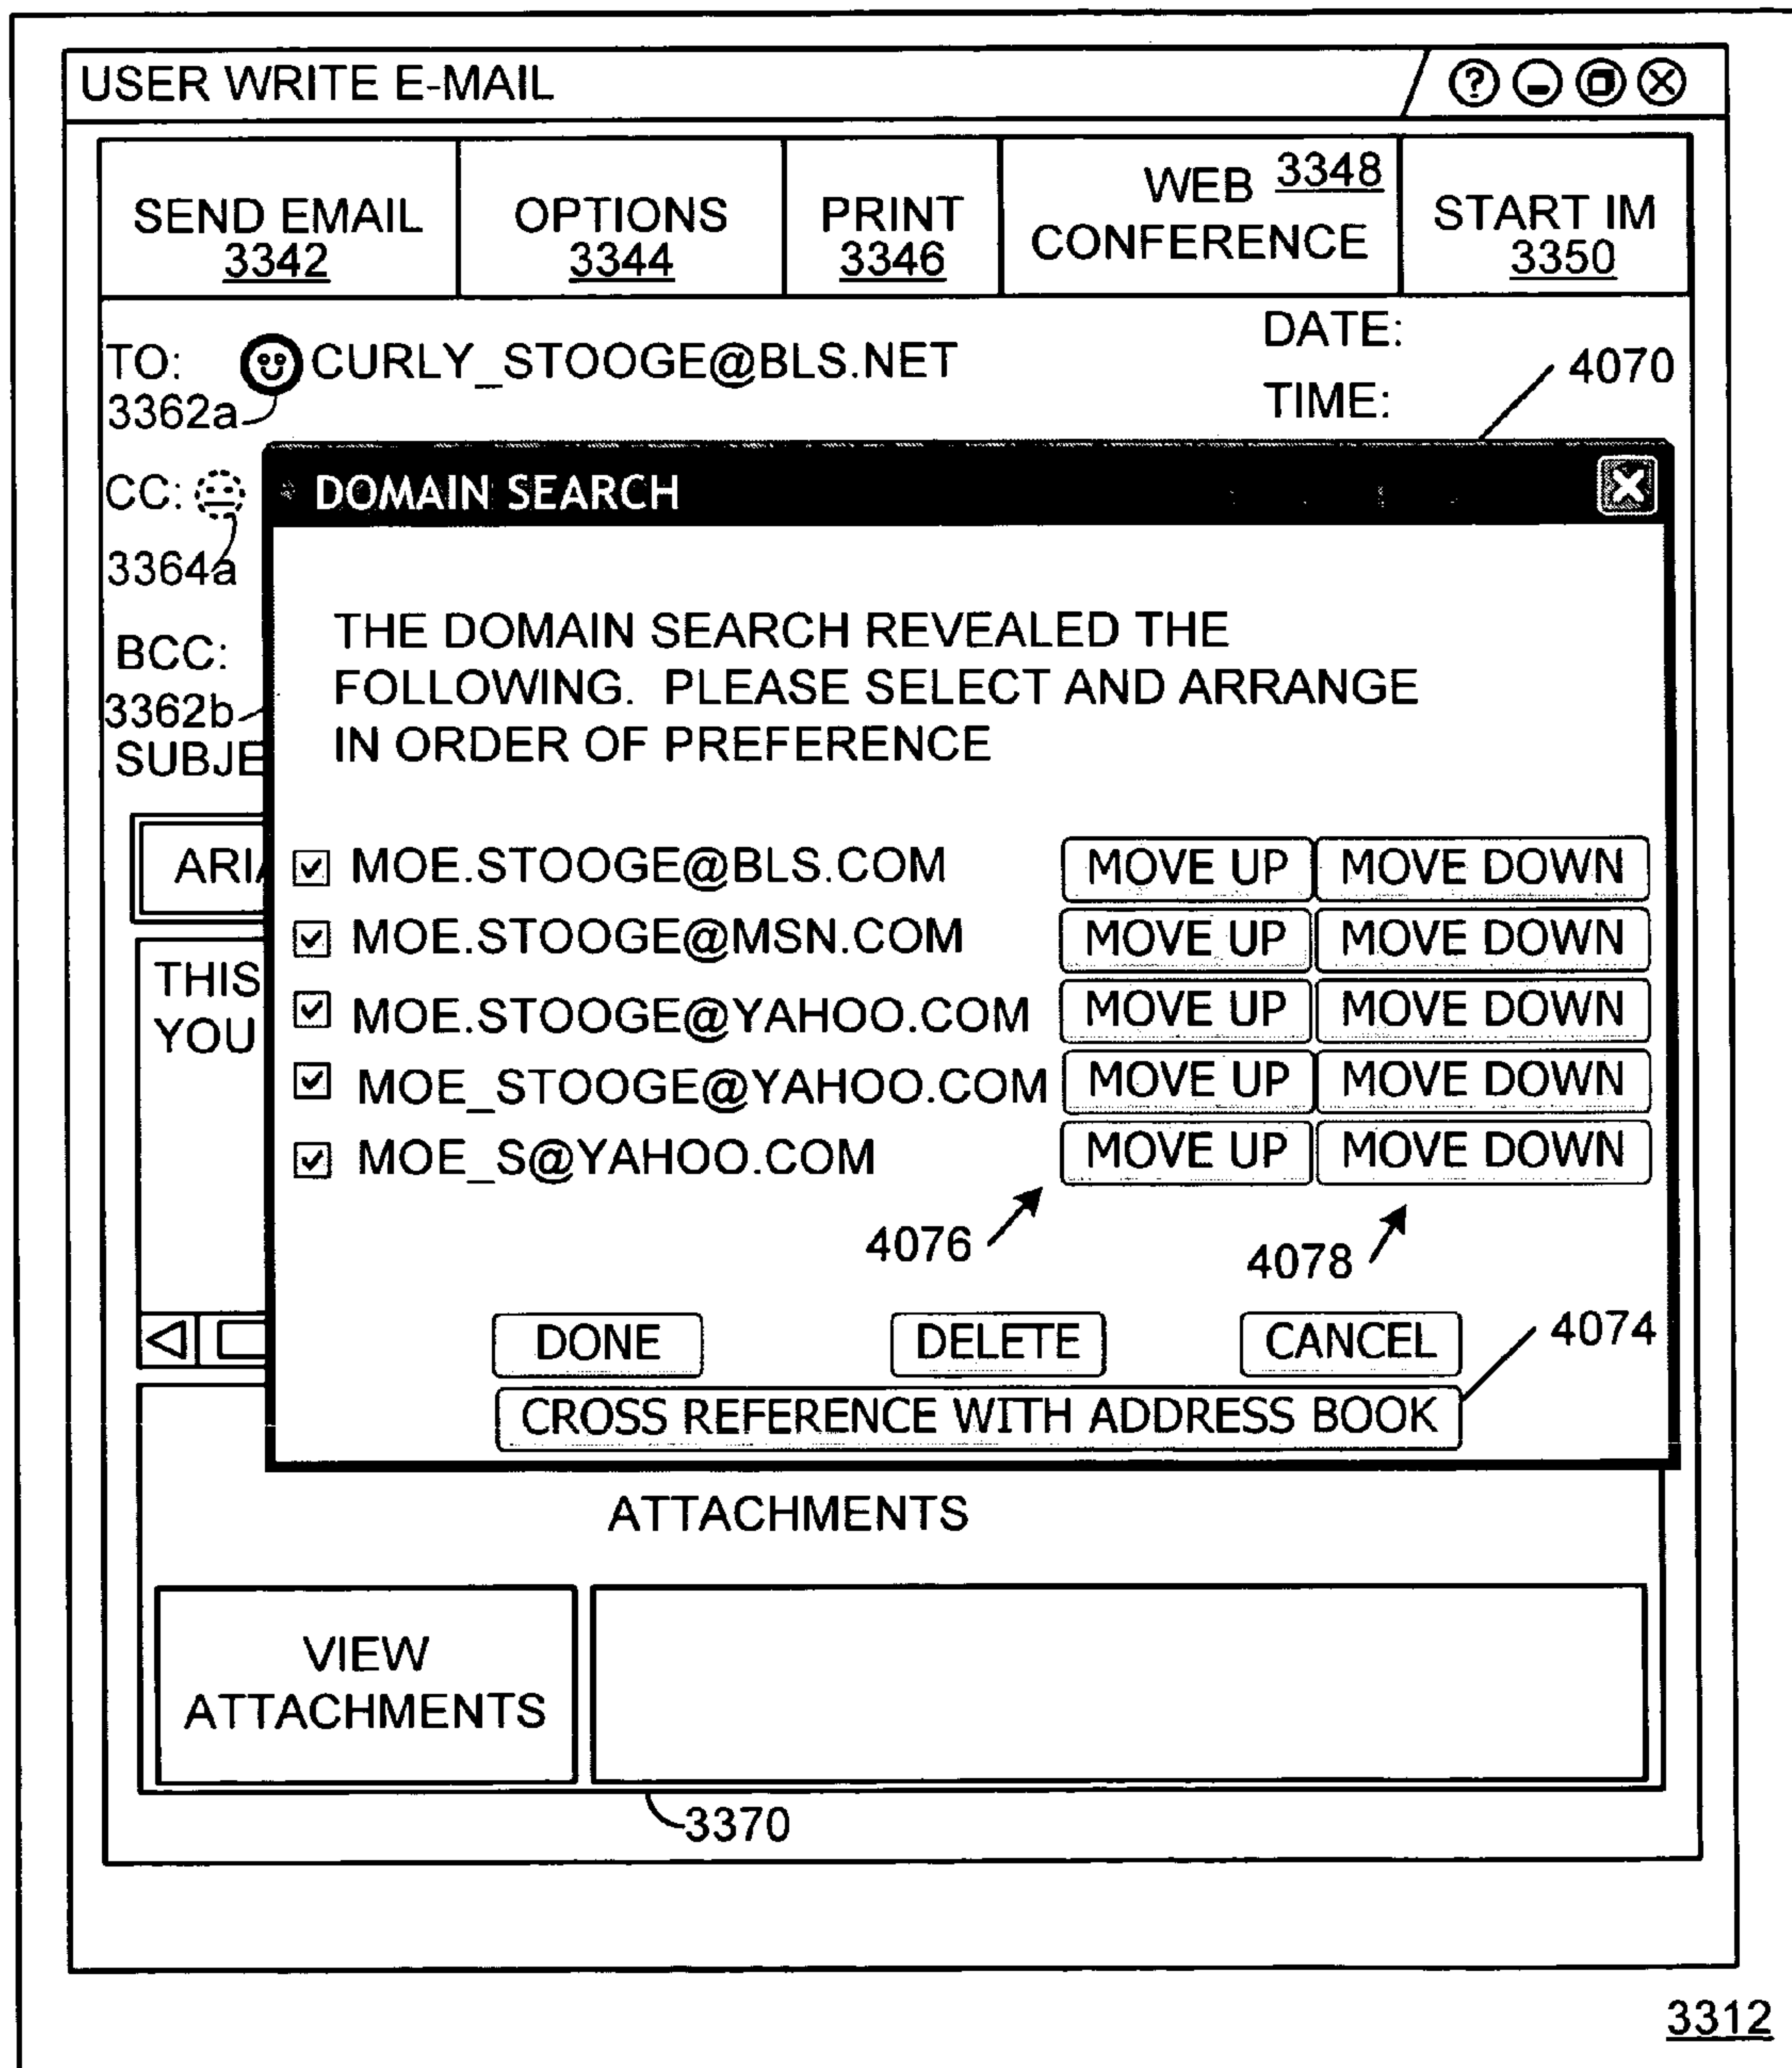 USER WRITE E-MAIL
SEND EMAIL
3342
OPTIONS
3344
PRINT
3346
WEB 3348
CONFERENCE
START IM
3350
TO: CURLY_STOOGE@BLS.NET
3362a
DATE:
TIME:
4070
CC:
3364a
BCC:
3362b
SUBJE
ARIA
THIS
YOU
DOMAIN SEARCH
THE DOMAIN SEARCH REVEALED THE
FOLLOWING. PLEASE SELECT AND ARRANGE
IN ORDER OF PREFERENCE
MOE.STOOGE@BLS.COM MOVE UP MOVE DOWN
MOE.STOOGE@MSN.COM MOVE UP MOVE DOWN
MOE.STOOGE@YAHOO.COM MOVE UP MOVE DOWN
MOE_STOOGE@YAHOO.COM MOVE UP MOVE DOWN
MOE_S@YAHOO.COM MOVE UP MOVE DOWN
4076
4078
DONE DELETE CANCEL
4074
CROSS REFERENCE WITH ADDRESS BOOK
ATTACHMENTS
VIEW
ATTACHMENTS
3370
3312